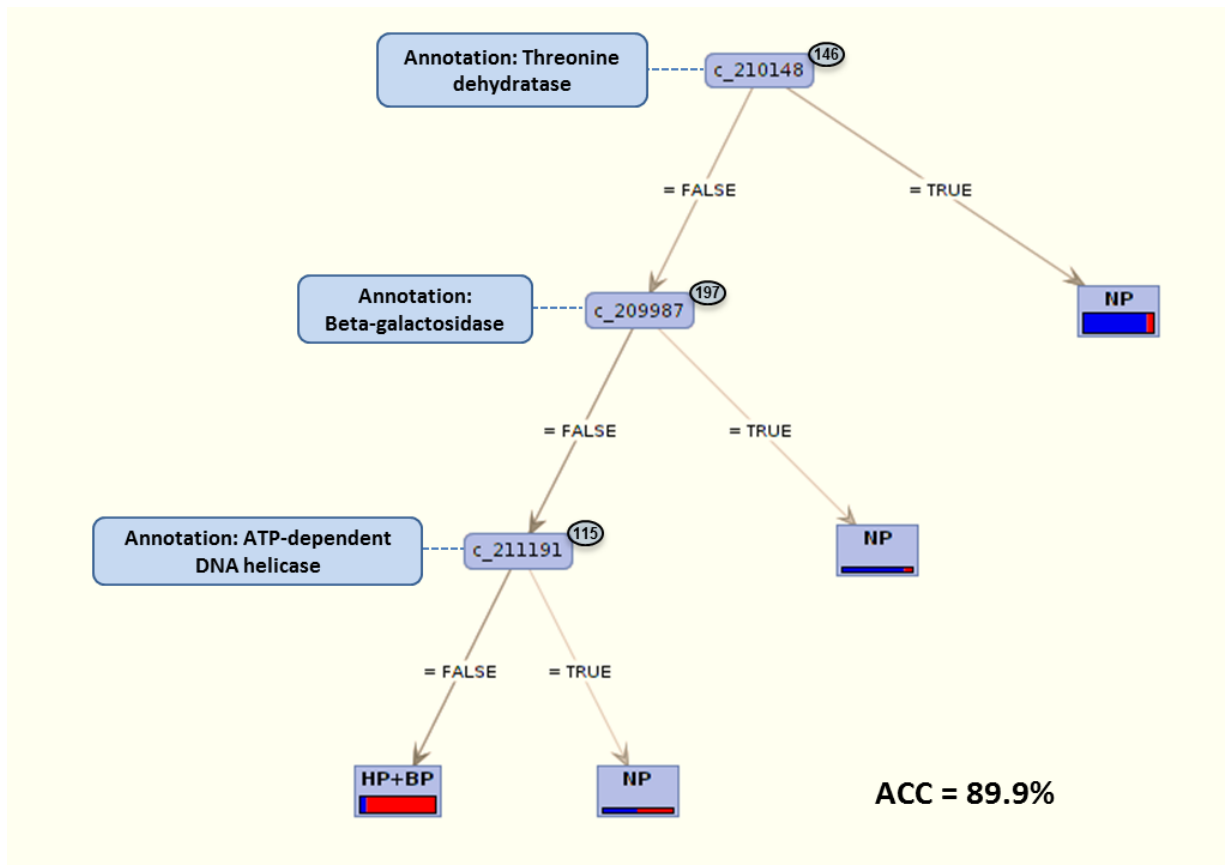 Annotation: Threonine
dehydratase
c_210148
146
= FALSE
= TRUE
Annotation:
Beta-galactosidase
c_209987
197
NP
= FALSE
= TRUE
Annotation: ATP-dependent
DNA helicase
c_211191
115
NP
= FALSE
= TRUE
HP+BP
NP
ACC = 89.9%